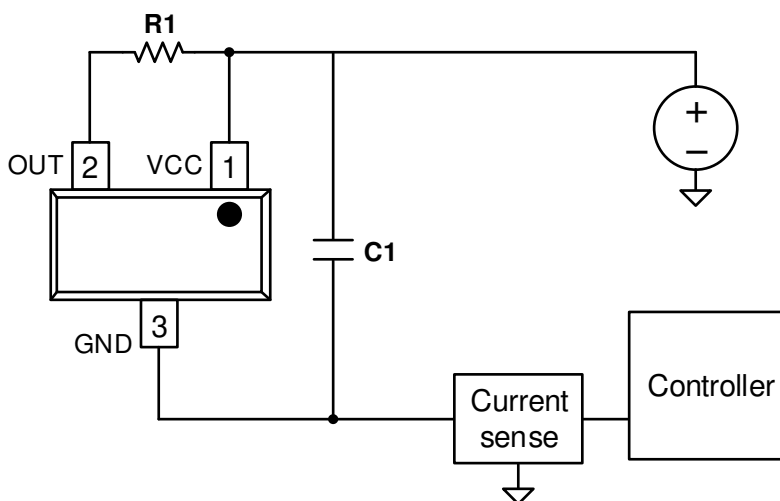 R1
OUT
2
VCC
1
+
−
C1
3
GND
Current
sense
Controller